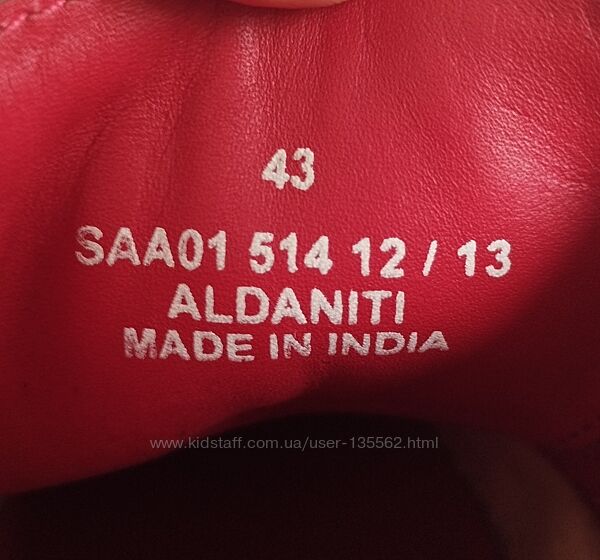 43
SAA01 514 12 / 13
ALDANITI
MADE IN INDIA
www.kidstaff.com.ua/user-135562.html